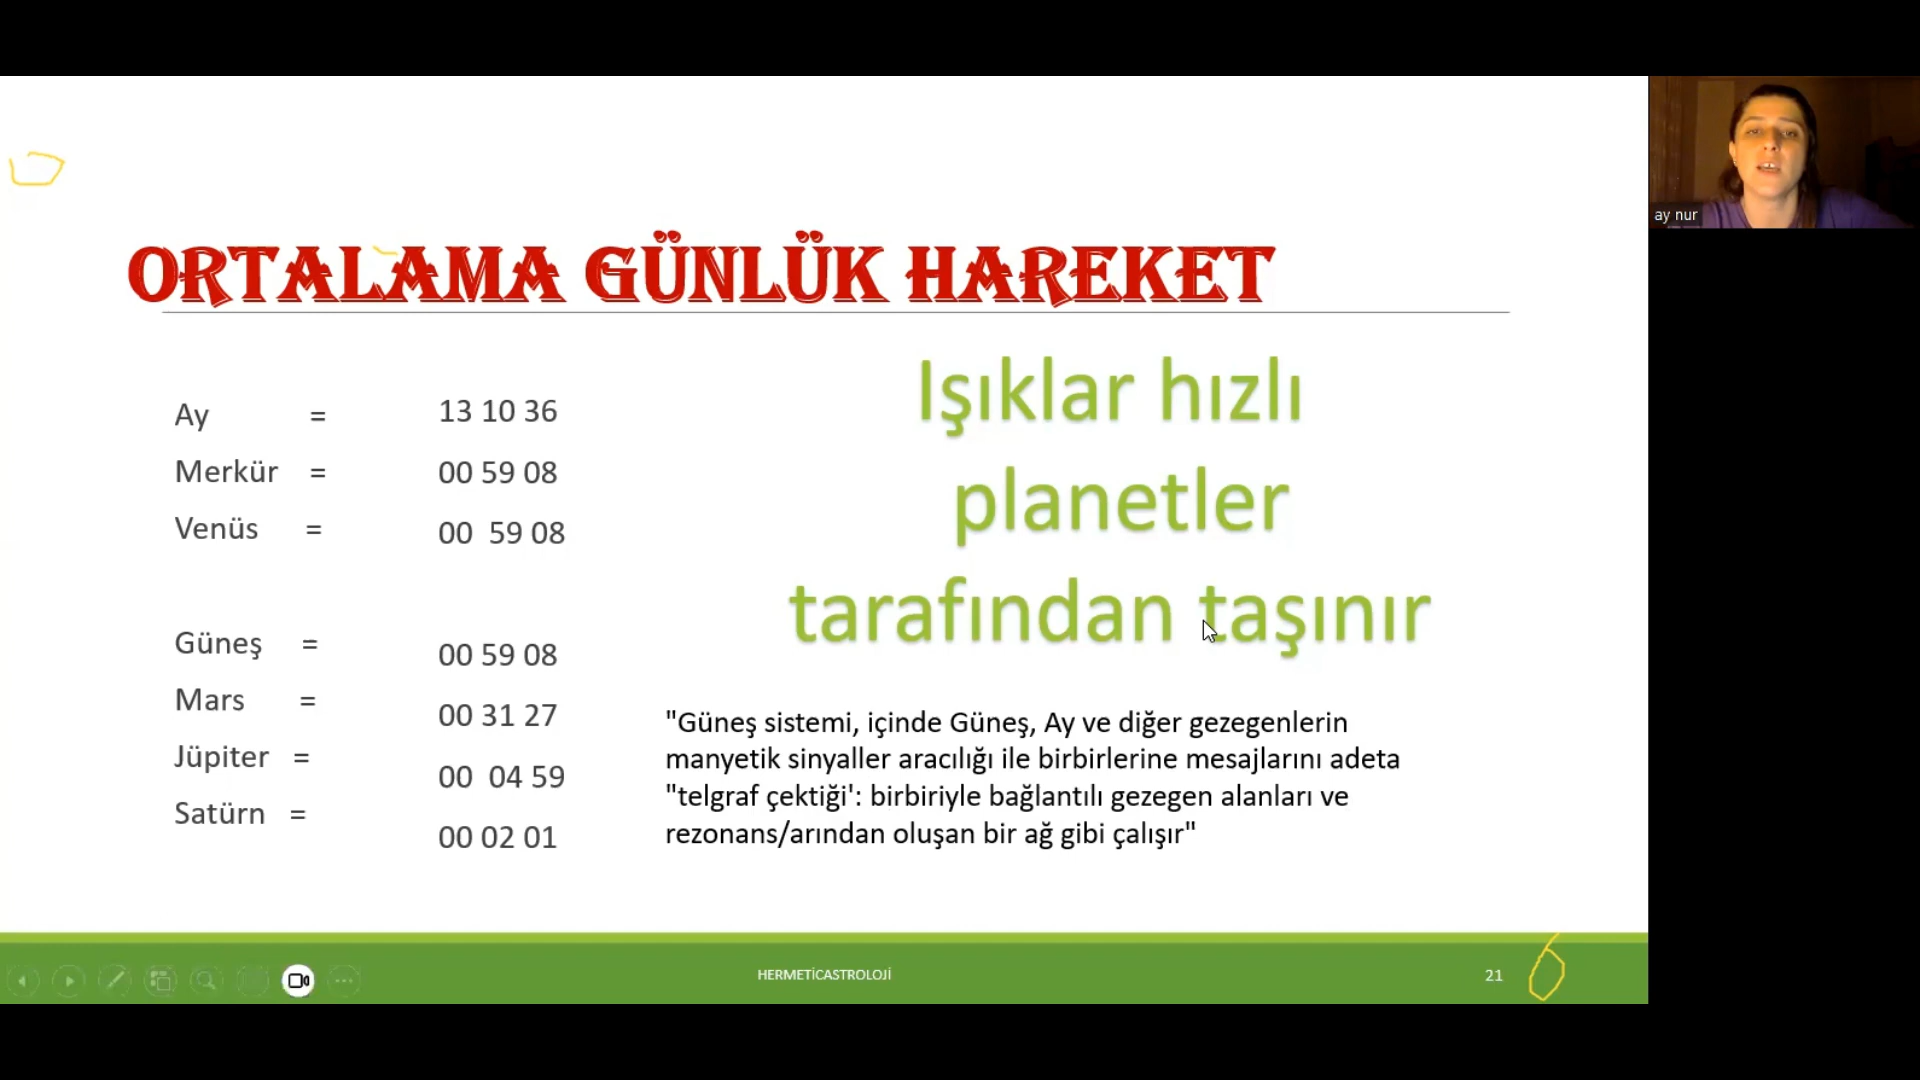 ay nur
ORTALAMA GÜNLÜK HAREKET
Ay = 13 10 36
Merkür = 00 59 08
Venüs = 00 59 08
Güneş = 00 59 08
Mars = 00 31 27
Jüpiter = 00 04 59
Satürn = 00 02 01
Işıklar hızlı
planetler
tarafından taşınır
"Güneş sistemi, içinde Güneş, Ay ve diğer gezegenlerin
manyetik sinyaller aracılığı ile birbirlerine mesajlarını adeta
"telgraf çektiği': birbiriyle bağlantılı gezegen alanları ve
rezonans/arından oluşan bir ağ gibi çalışır"
HERMETİCASTROLOJİ
21